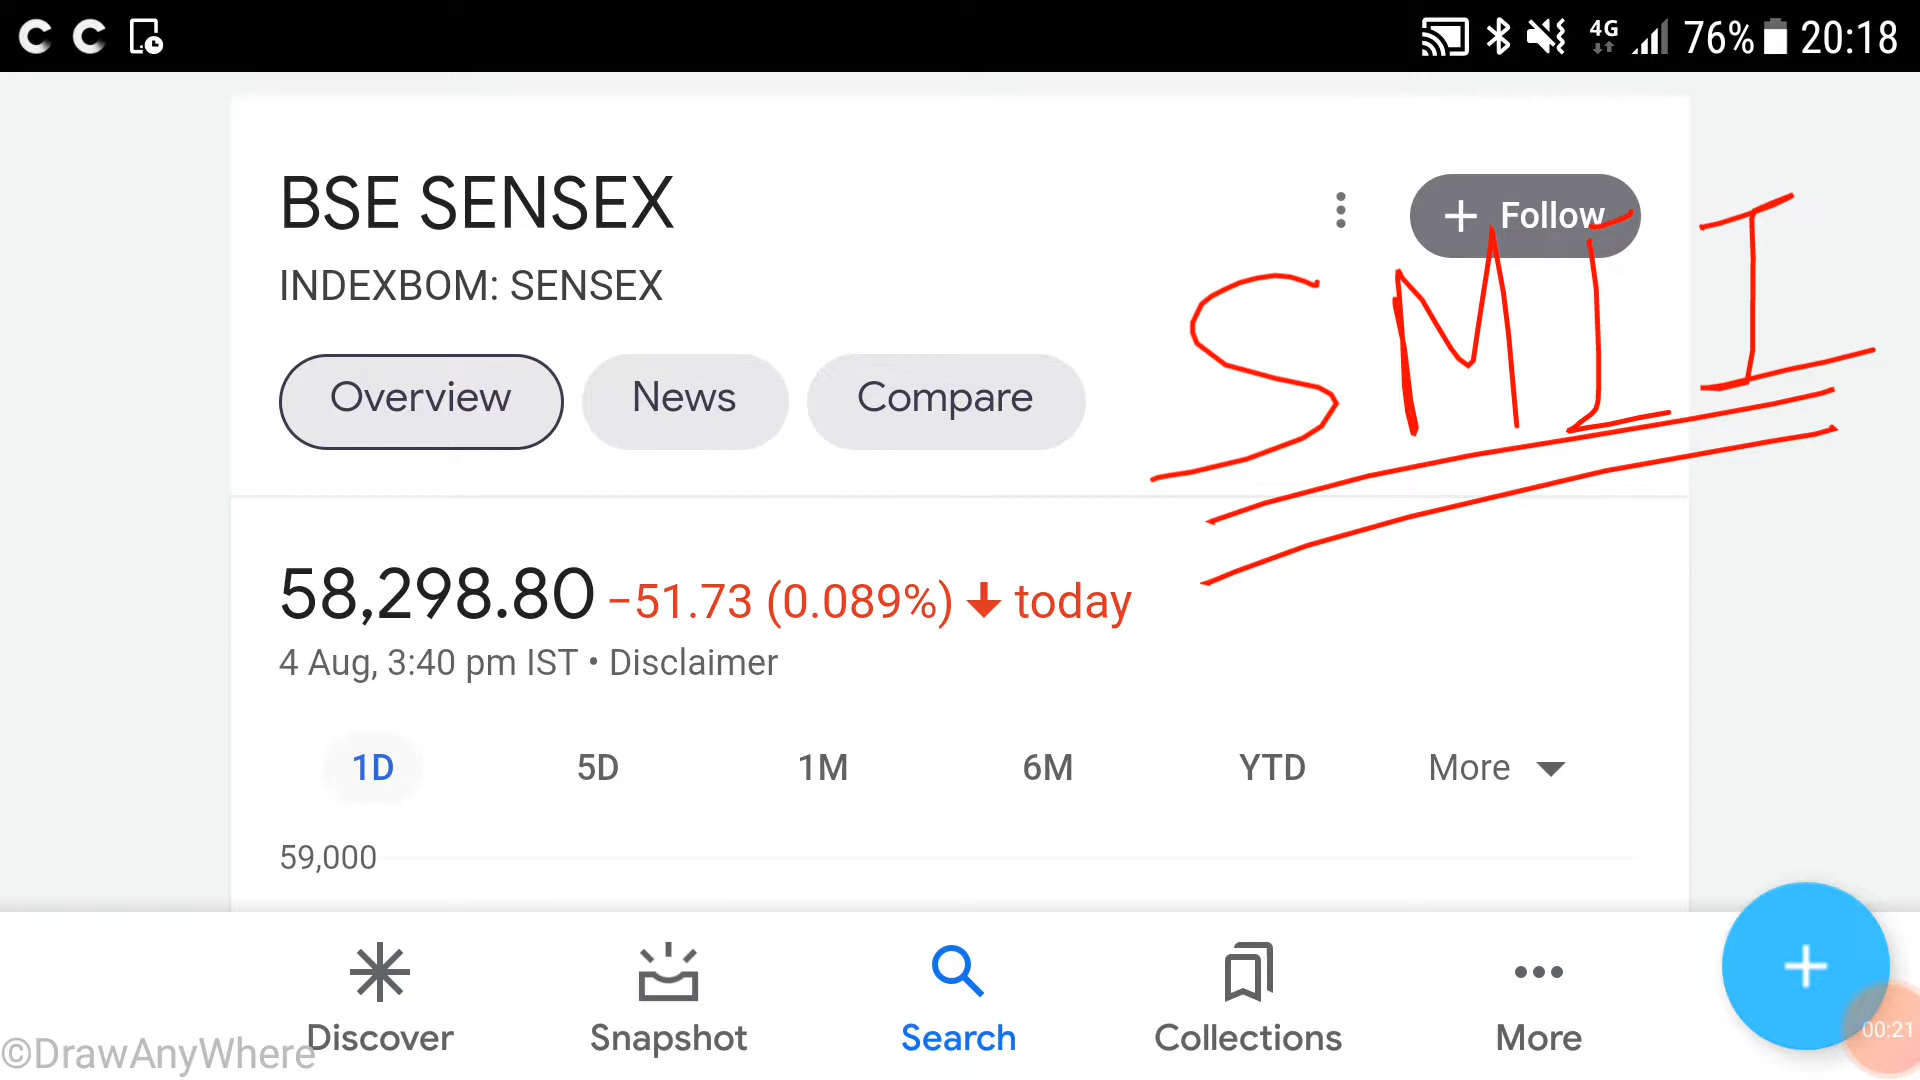 4G 76% 20:18
BSE SENSEX
+ Follow
INDEXBOM: SENSEX
SMII
Overview News Compare
58,298.80 −51.73 (0.089%) ↓ today
4 Aug, 3:40 pm IST • Disclaimer
1D 5D 1M 6M YTD More
59,000
Discover Snapshot Search Collections More
00:21
©DrawAnyWhere